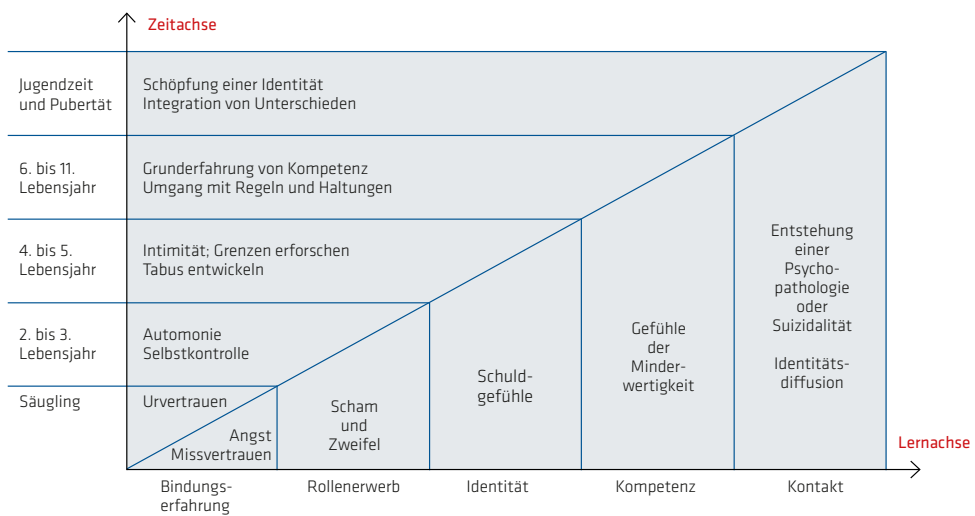 Zeitachse
Jugendzeit
und Pubertät
Schöpfung einer Identität
Integration von Unterschieden
6. bis 11.
Lebensjahr
Grunderfahrung von Kompetenz
Umgang mit Regeln und Haltungen
4. bis 5.
Lebensjahr
Intimität; Grenzen erforschen
Tabus entwickeln
2. bis 3.
Lebensjahr
Automonie
Selbstkontrolle
Säugling
Urvertrauen
Angst
Missvertrauen
Scham
und
Zweifel
Schuld-
gefühle
Gefühle
der
Minder-
wertigkeit
Entstehung
einer
Psycho-
pathologie
oder
Suizidalität
Identitäts-
diffusion
Lernachse
Bindungs-
erfahrung
Rollenerwerb
Identität
Kompetenz
Kontakt